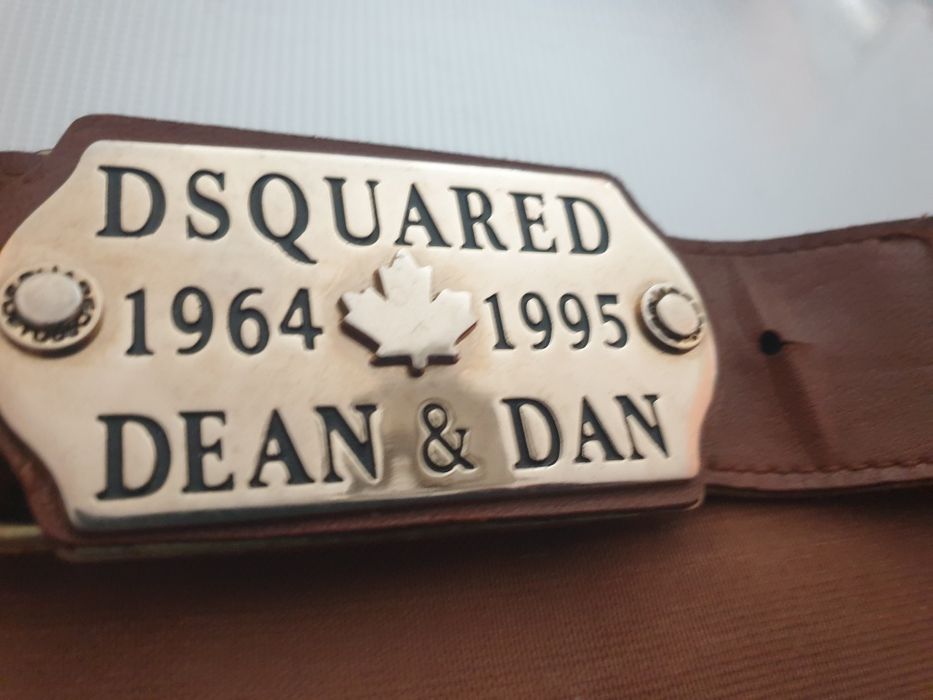 DSQUARED
1964 1995
DEAN & DAN